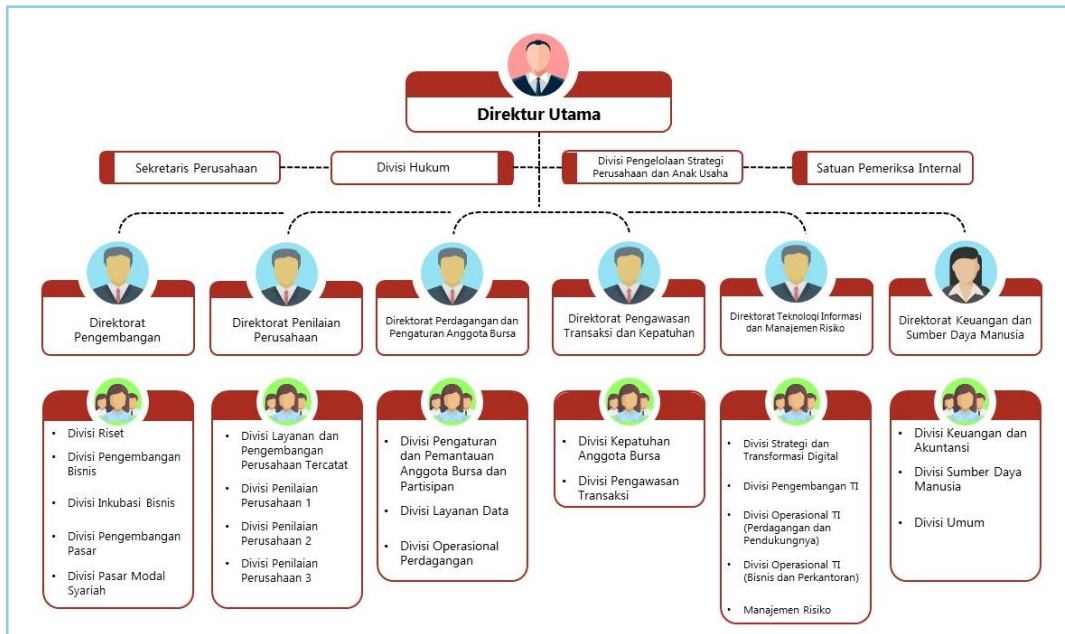 Direktur Utama
Sekretaris Perusahaan
Divisi Hukum
Divisi Pengelolaan Strategi
Perusahaan dan Anak Usaha
Satuan Pemeriksa Internal
Direktorat
Pengembangan
Direktorat Penilaian
Perusahaan
Direktorat Perdagangan dan
Pengaturan Anggota Bursa
Direktorat Pengawasan
Transaksi dan Kepatuhan
Direktorat Teknologi Informasi
dan Manajemen Risiko
Direktorat Keuangan dan
Sumber Daya Manusia
• Divisi Riset
• Divisi Pengembangan
Bisnis
• Divisi Inkubasi Bisnis
• Divisi Pengembangan
Pasar
• Divisi Pasar Modal
Syariah
• Divisi Layanan dan
Pengembangan
Perusahaan Tercatat
• Divisi Penilaian
Perusahaan 1
• Divisi Penilaian
Perusahaan 2
• Divisi Penilaian
Perusahaan 3
• Divisi Pengaturan
dan Pemantauan
Anggota Bursa dan
Partisipan
• Divisi Layanan Data
• Divisi Operasional
Perdagangan
• Divisi Kepatuhan
Anggota Bursa
• Divisi Pengawasan
Transaksi
• Divisi Strategi dan
Transformasi Digital
• Divisi Pengembangan TI
• Divisi Operasional TI
(Perdagangan dan
Pendukungnya)
• Divisi Operasional TI
(Bisnis dan Perkantoran)
• Manajemen Risiko
• Divisi Keuangan dan
Akuntansi
• Divisi Sumber Daya
Manusia
• Divisi Umum